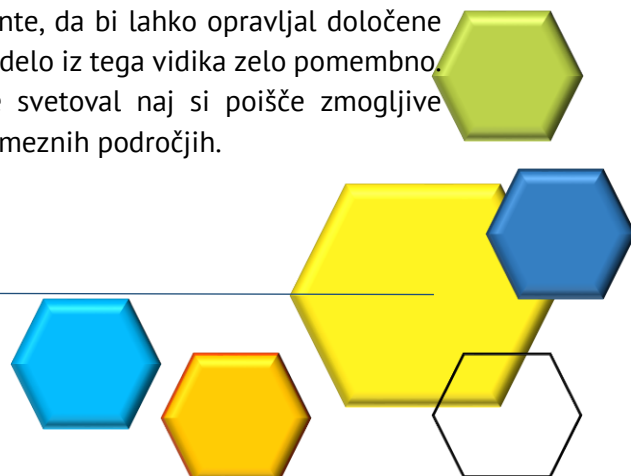 nte, da bi lahko opravljal določene
delo iz tega vidika zelo pomembno.
svetoval naj si poišče zmogljive
meznih področjih.